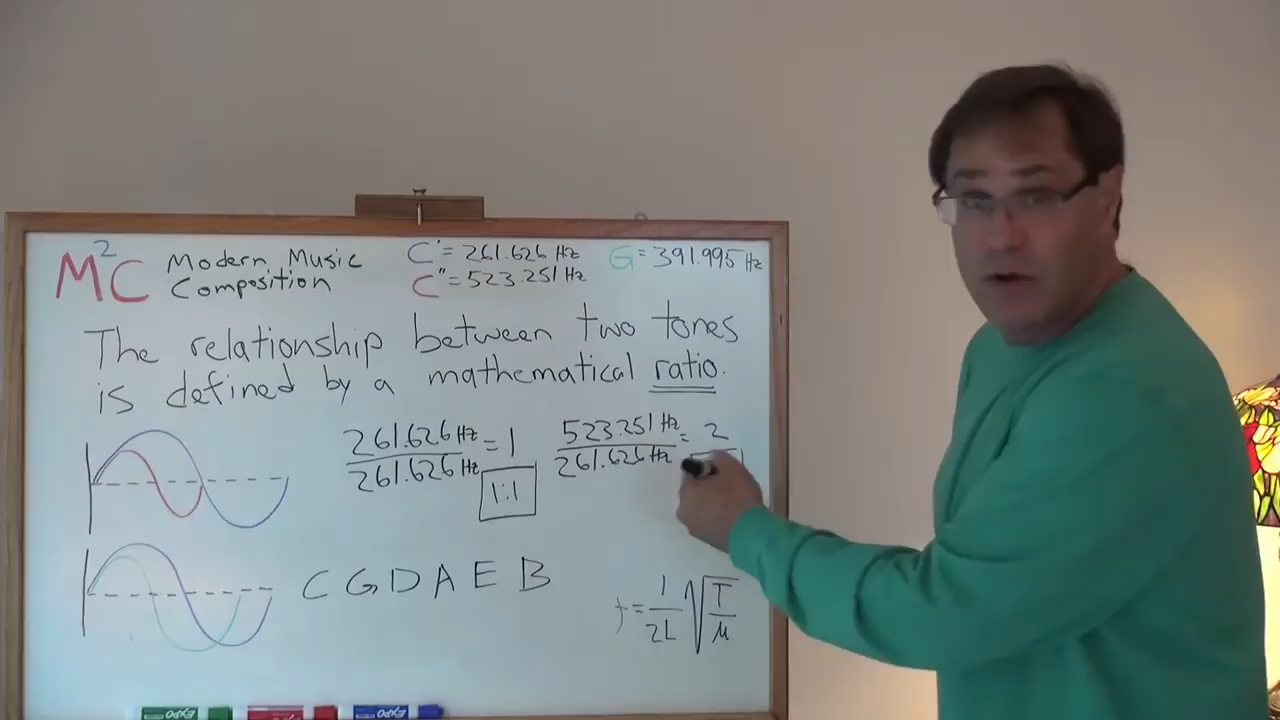 M²C Modern Music Composition
C' = 261.626 Hz
C" = 523.251 Hz
G = 391.995 Hz
The relationship between two tones
is defined by a mathematical ratio.
261.626 Hz / 261.626 Hz = 1
1:1
523.251 Hz / 261.626 Hz = 2
C G D A E B
f = 1/2L √T/μ
EXPO
EXPO